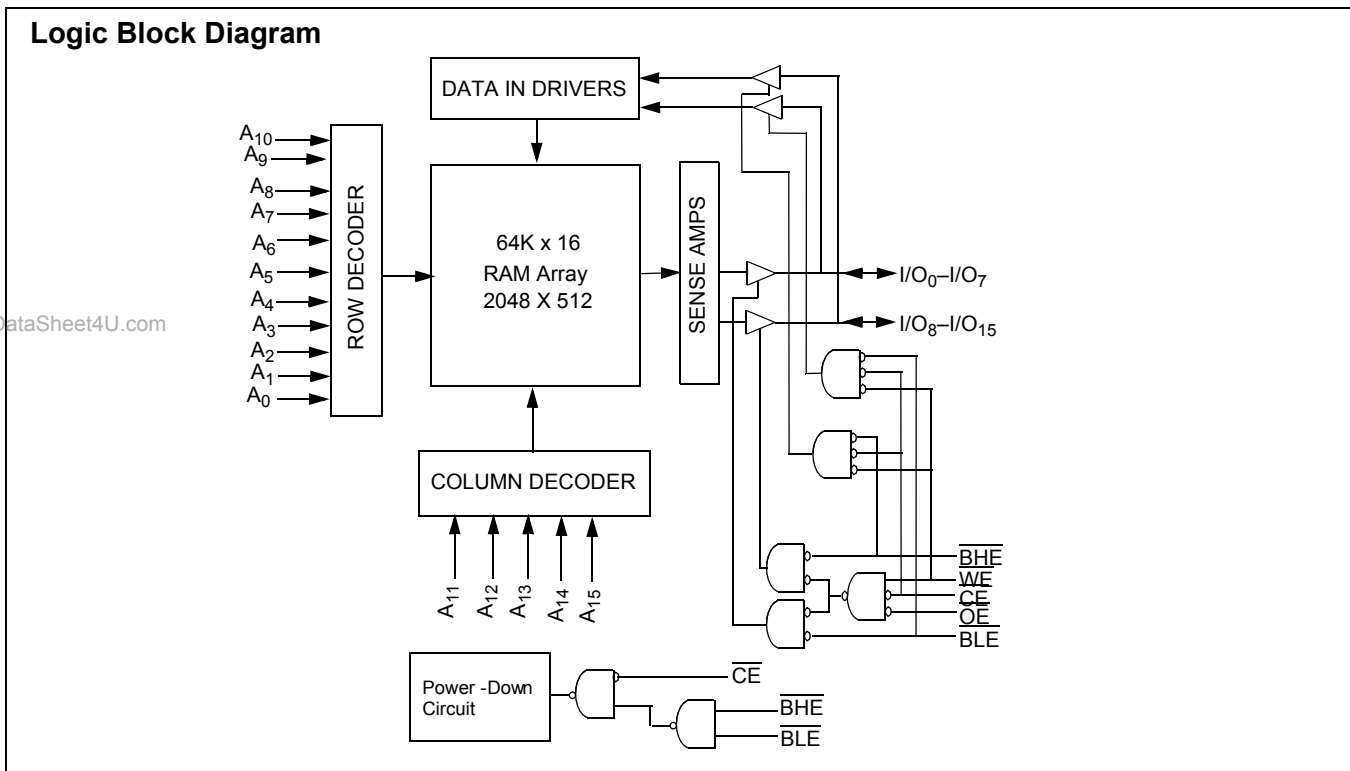 Logic Block Diagram
DATA IN DRIVERS
A10
A9
A8
A7
A6
A5
A4
A3
A2
A1
A0
ROW DECODER
64K x 16
RAM Array
2048 X 512
SENSE AMPS
I/O0–I/O7
I/O8–I/O15
DataSheet4U.com
COLUMN DECODER
A11
A12
A13
A14
A15
BHE
WE
CE
OE
BLE
Power -Down
Circuit
CE
BHE
BLE